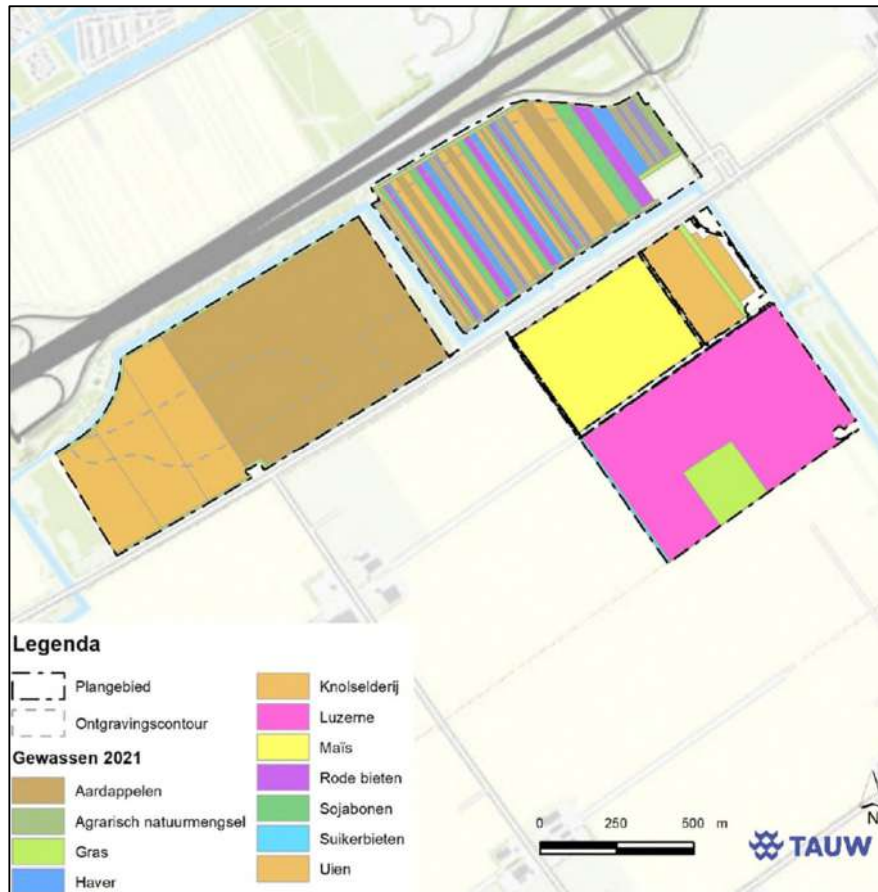 Legenda
Plangebied
Ontgravingscontour
Gewassen 2021
Aardappelen
Agrarisch natuurmengsel
Gras
Haver
Knolselderij
Luzerne
Maïs
Rode bieten
Sojabonen
Suikerbieten
Uien
0 250 500 m
N
TAUW